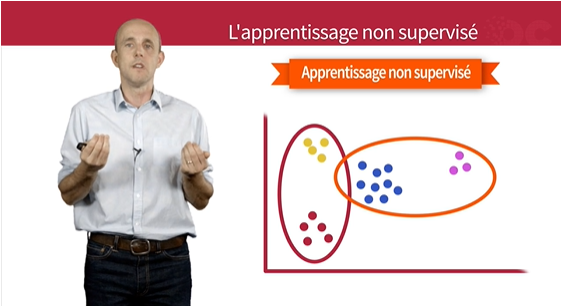 L'apprentissage non supervisé
Apprentissage non supervisé